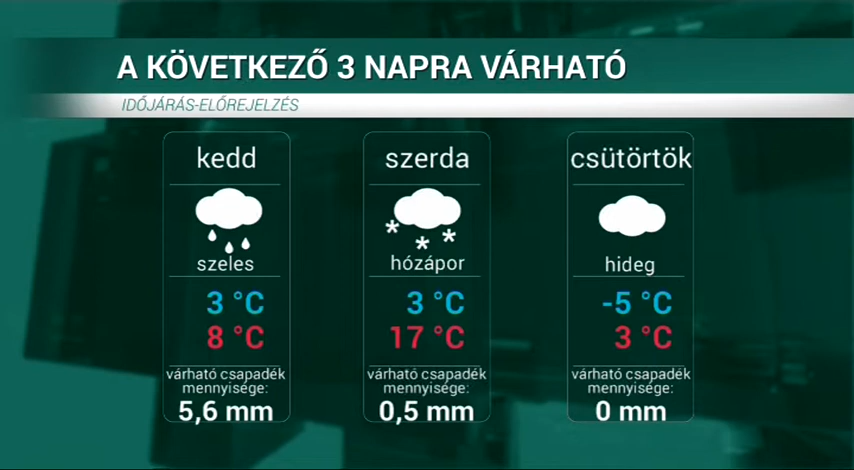 A KÖVETKEZŐ 3 NAPRA VÁRHATÓ
IDŐJÁRÁS-ELŐREJELZÉS
kedd
szeles
3 °C
8 °C
várható csapadék
mennyisége:
5,6 mm
szerda
hózápor
3 °C
17 °C
várható csapadék
mennyisége:
0,5 mm
csütörtök
hideg
-5 °C
3 °C
várható csapadék
mennyisége:
0 mm